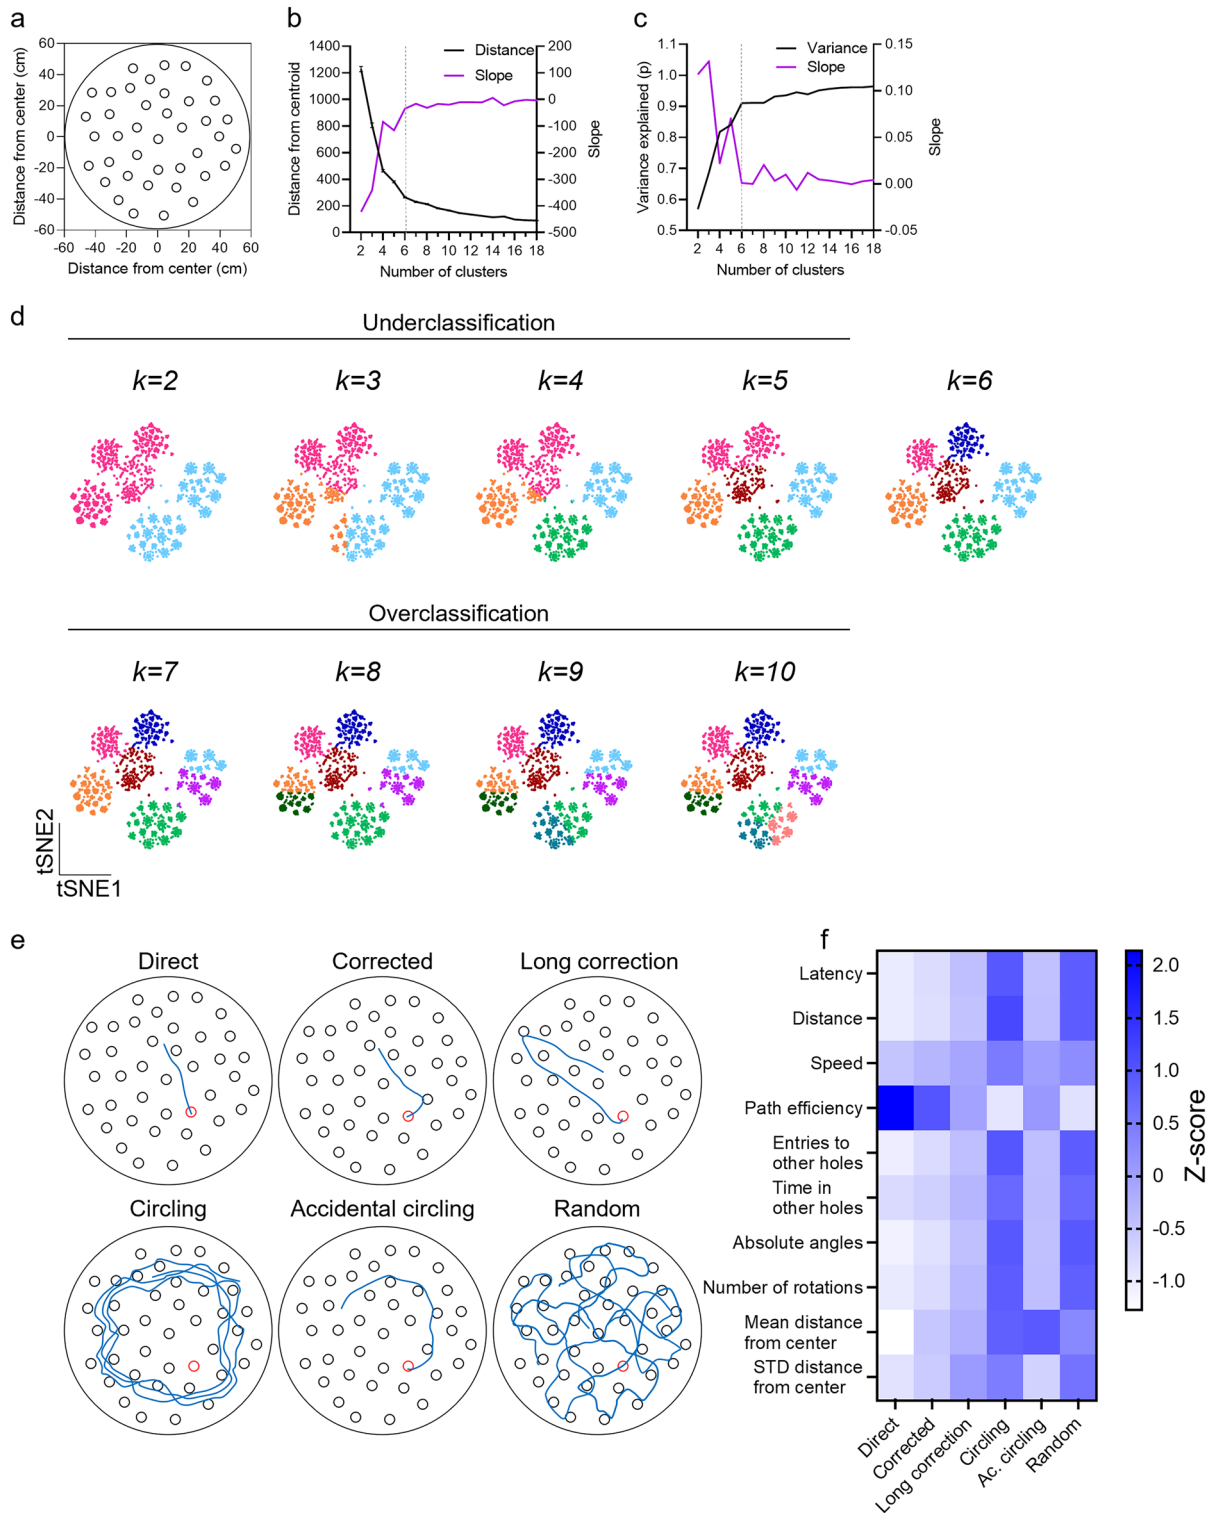 a
Distance from center (cm)
60
40
20
0
-20
-40
-60
-60 -40 -20 0 20 40 60
Distance from center (cm)
b
Distance from centroid
1400
1200
1000
800
600
400
200
0
Distance
Slope
200
100
0
-100
-200
-300
-400
-500
Slope
2 4 6 8 10 12 14 16 18
Number of clusters
c
Variance explained (p)
1.1
1.0
0.9
0.8
0.7
0.6
0.5
Variance
Slope
0.15
0.10
0.05
0.00
-0.05
Slope
2 4 6 8 10 12 14 16 18
Number of clusters
d
Underclassification
k=2 k=3 k=4 k=5 k=6
Overclassification
k=7 k=8 k=9 k=10
tSNE2
tSNE1
e
Direct Corrected Long correction
Circling Accidental circling Random
f
Latency
Distance
Speed
Path efficiency
Entries to
other holes
Time in
other holes
Absolute angles
Number of rotations
Mean distance
from center
STD distance
from center
Direct
Corrected
Long correction
Circling
Ac. circling
Random
2.0
1.5
1.0
0.5
0
-0.5
-1.0
Z-score